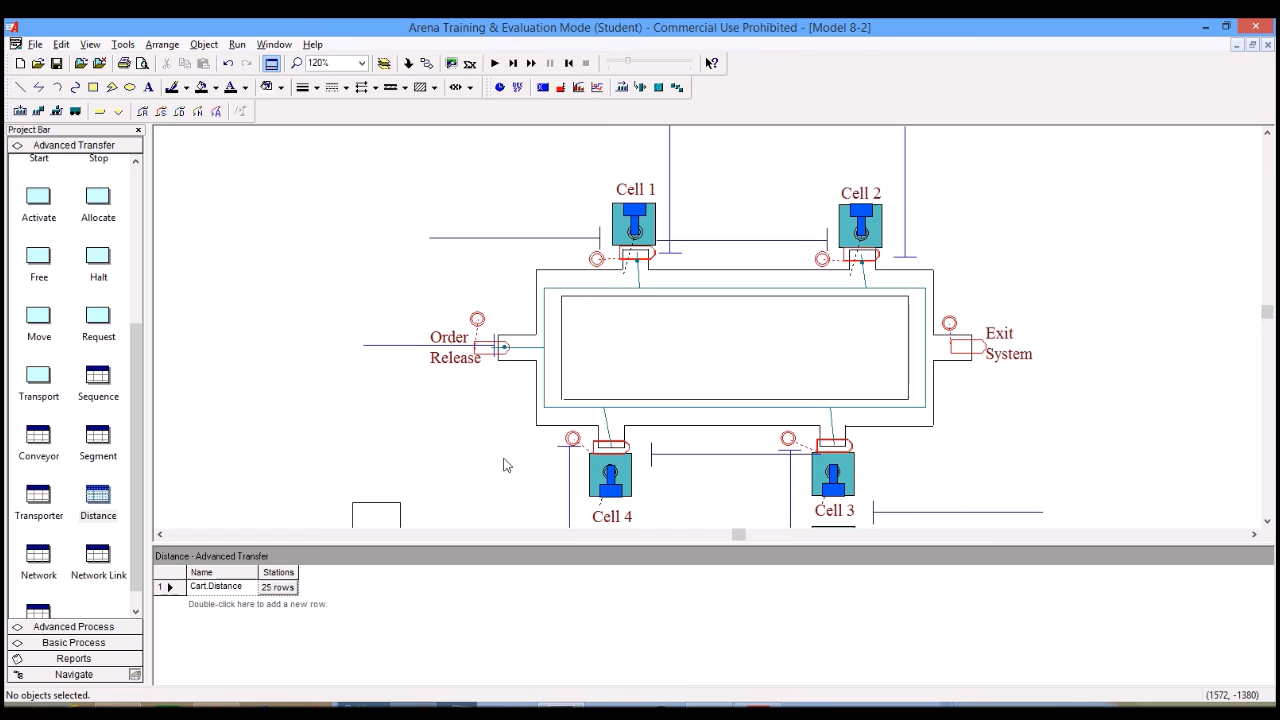 Arena Training & Evaluation Mode (Student) - Commercial Use Prohibited - [Model 8-2]
File Edit View Tools Arrange Object Run Window Help
120%
Project Bar
Advanced Transfer
Start Stop
Activate Allocate
Free Halt
Move Request
Transport Sequence
Conveyor Segment
Transporter Distance
Network Network Link
Advanced Process
Basic Process
Reports
Navigate
Cell 1
Cell 2
Order
Release
Exit
System
Cell 4
Cell 3
Distance - Advanced Transfer
Name Stations
1 Cart.Distance 25 rows
Double-click here to add a new row.
No objects selected.
(1572, -1380)